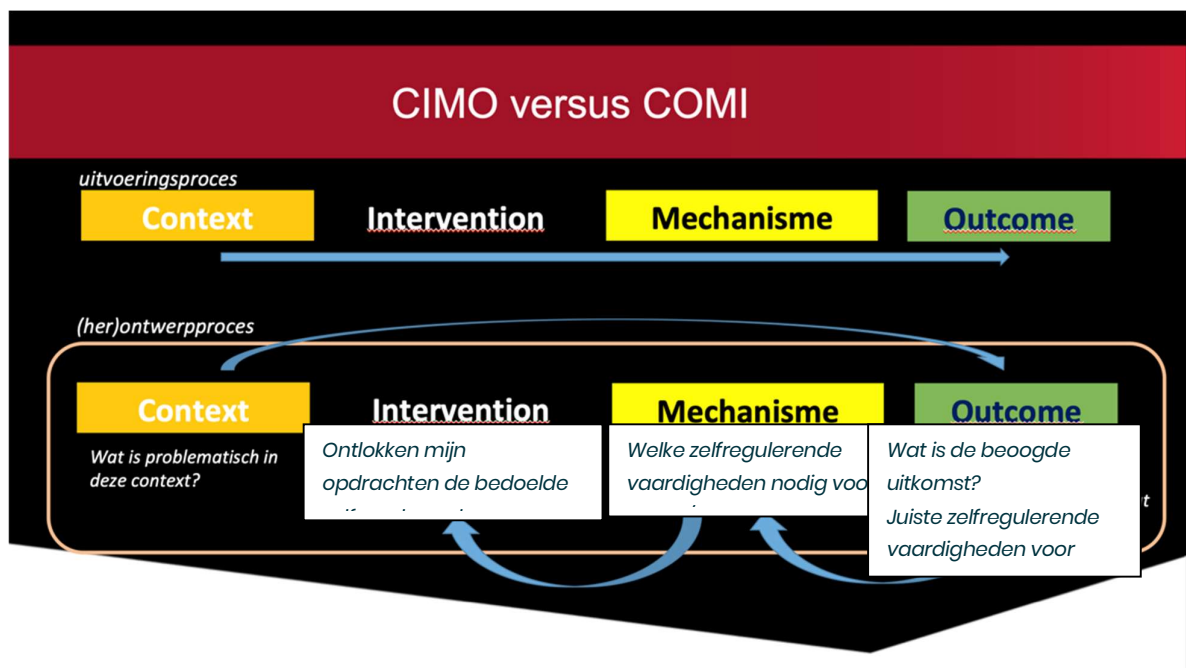 CIMO versus COMI
uitvoeringsproces
Context Intervention Mechanisme Outcome
(her)ontwerpproces
Context Intervention Mechanisme Outcome
Wat is problematisch in
deze context?
Ontlokken mijn
opdrachten de bedoelde
Welke zelfregulerende
vaardigheden nodig voo
Wat is de beoogde
uitkomst?
Juiste zelfregulerende
vaardigheden voor